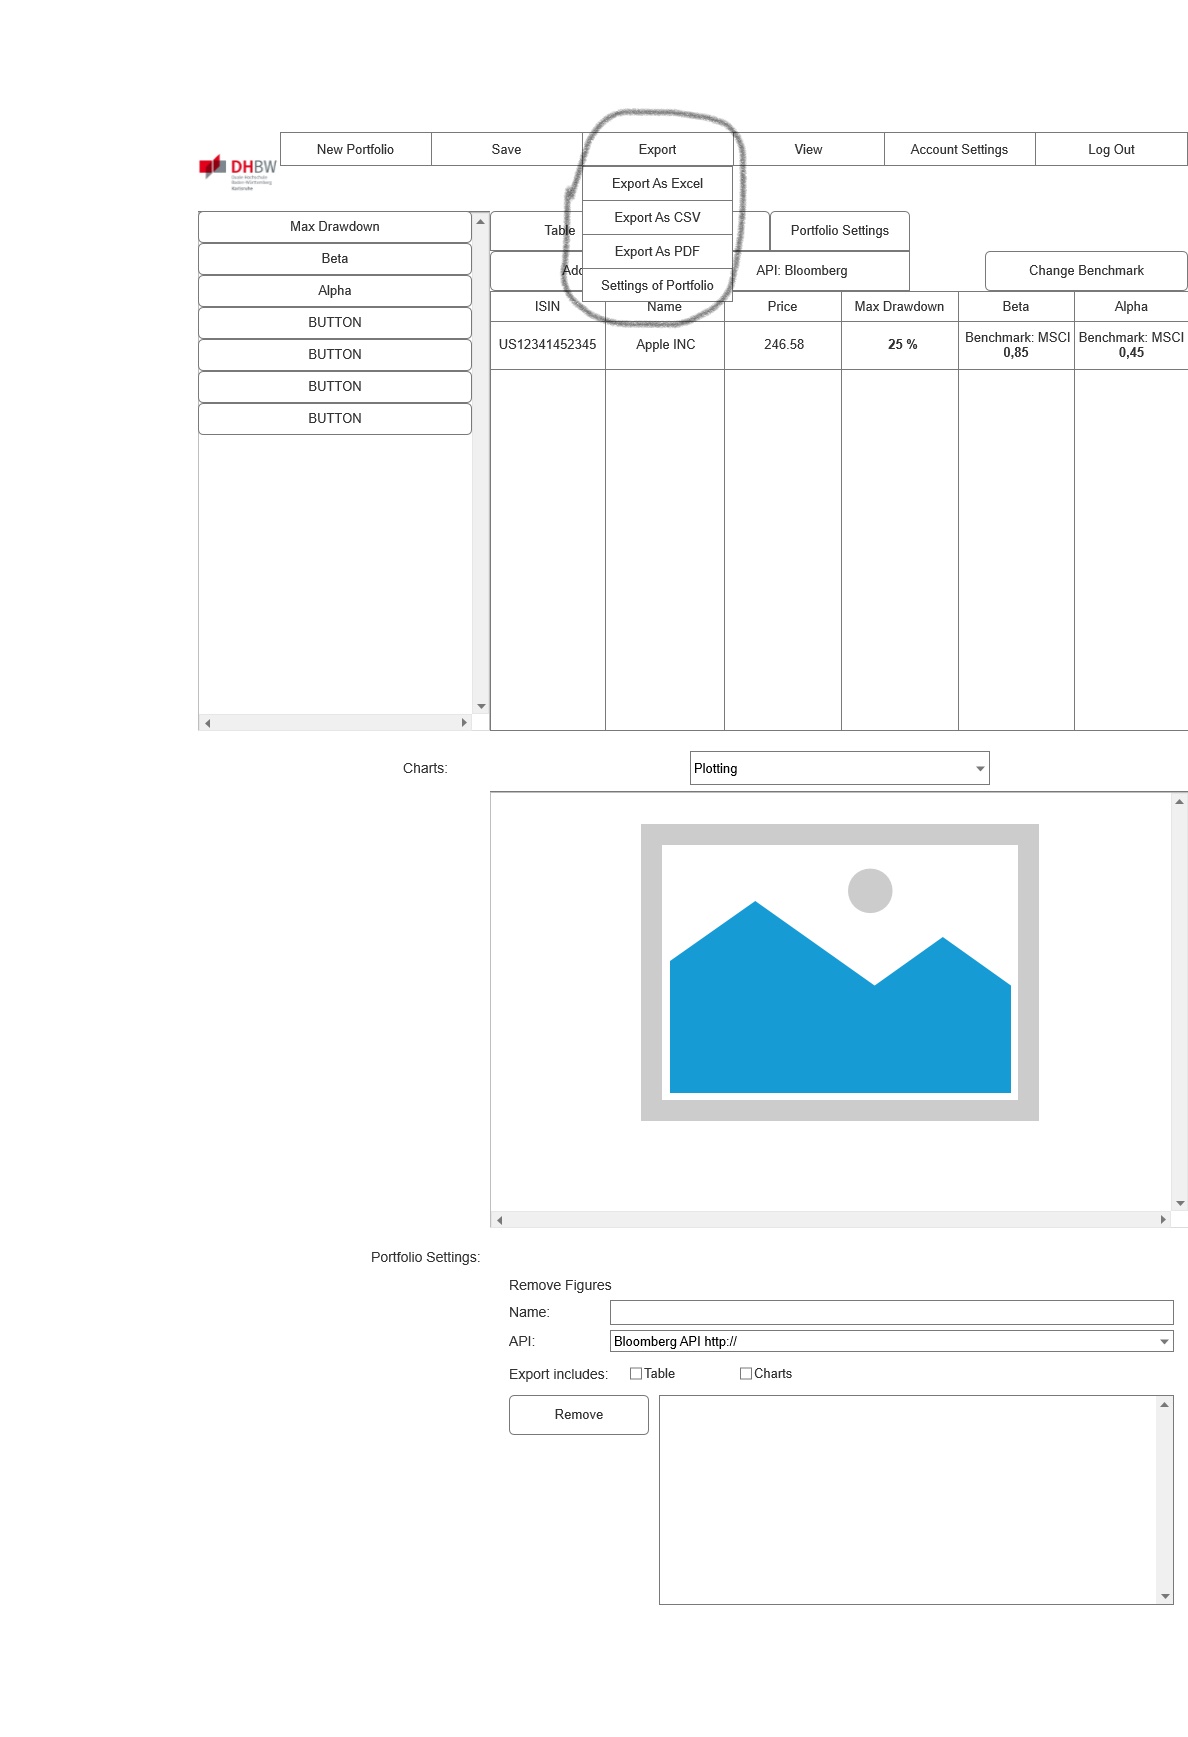 New Portfolio Save Export View Account Settings Log Out
DHBW
Duale Hochschule
Baden-Württemberg
Karlsruhe
Export As Excel
Export As CSV
Export As PDF
Settings of Portfolio
Max Drawdown
Beta
Alpha
BUTTON
BUTTON
BUTTON
BUTTON
Table Portfolio Settings
API: Bloomberg Change Benchmark
ISIN Name Price Max Drawdown Beta Alpha
US12341452345 Apple INC 246.58 25 % Benchmark: MSCI 0,85 Benchmark: MSCI 0,45
Charts: Plotting
Portfolio Settings:
Remove Figures
Name:
API: Bloomberg API http://
Export includes: Table Charts
Remove